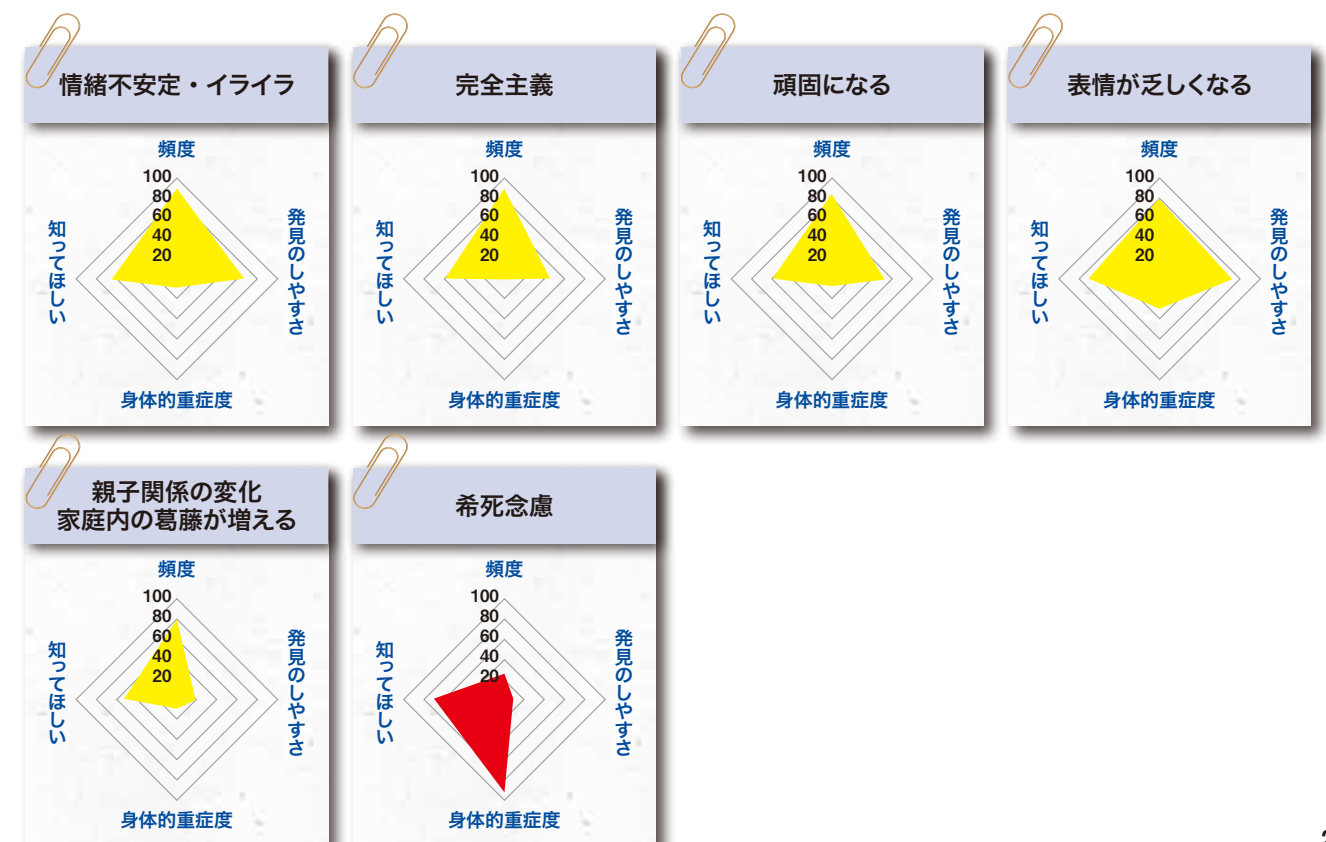 情緒不安定・イライラ
頻度
100
80
60
40
20
知ってほしい
発見のしやすさ
身体的重症度
完全主義
頻度
100
80
60
40
20
知ってほしい
発見のしやすさ
身体的重症度
頑固になる
頻度
100
80
60
40
20
知ってほしい
発見のしやすさ
身体的重症度
表情が乏しくなる
頻度
100
80
60
40
20
知ってほしい
発見のしやすさ
身体的重症度
親子関係の変化
家庭内の葛藤が増える
頻度
100
80
60
40
20
知ってほしい
発見のしやすさ
身体的重症度
希死念慮
頻度
100
80
60
40
20
知ってほしい
発見のしやすさ
身体的重症度